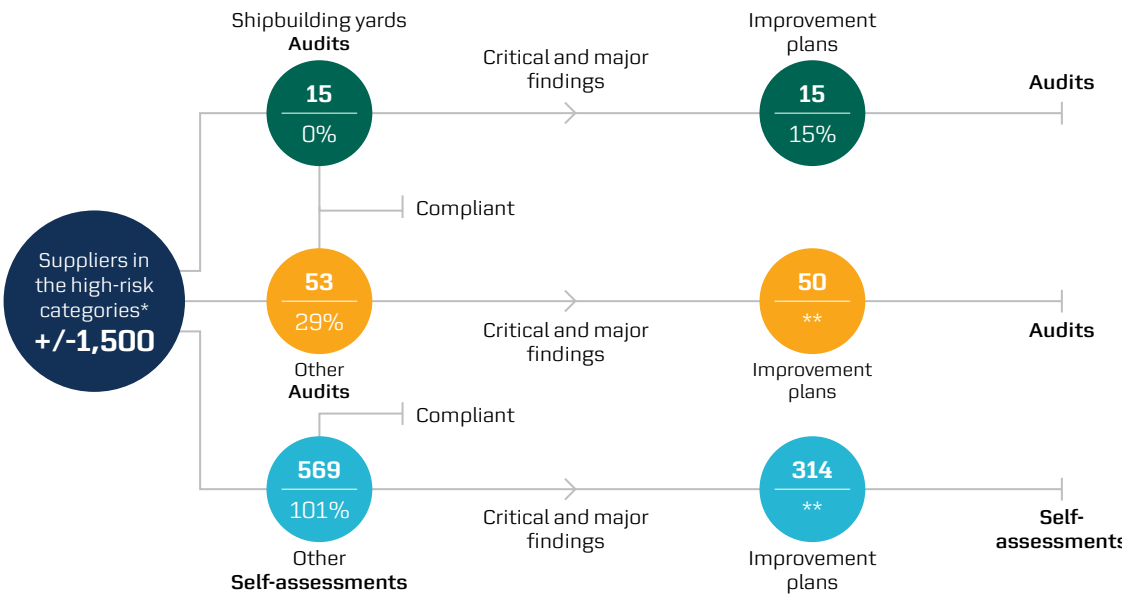 Shipbuilding yards
Audits
15
0%
Critical and major
findings
Improvement
plans
15
15%
Audits
Compliant
Suppliers in
the high-risk
categories*
+/-1,500
53
29%
Other
Audits
Critical and major
findings
50
**
Improvement
plans
Audits
Compliant
569
101%
Other
Self-assessments
Critical and major
findings
314
**
Improvement
plans
Self-
assessments